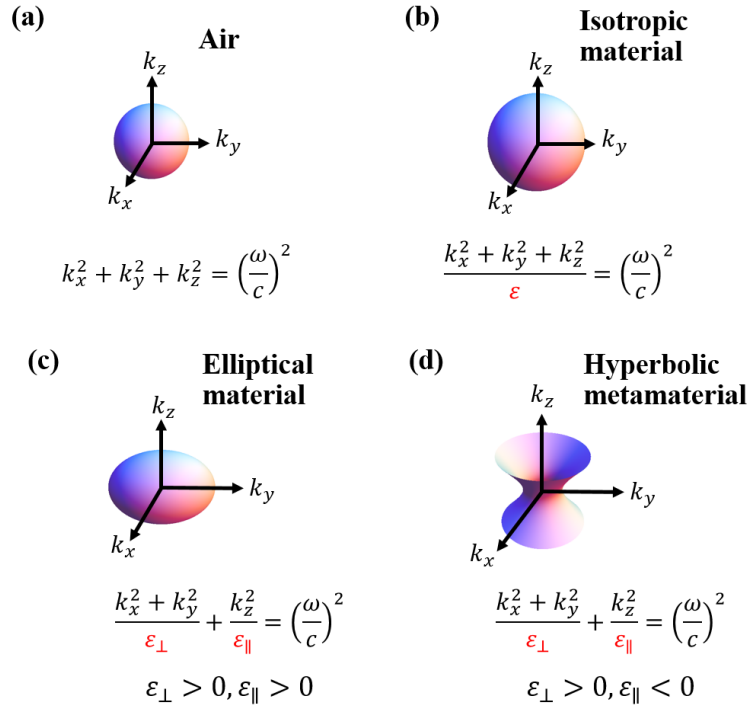 (a)
Air
k_z
k_y
k_x
k_x^2 + k_y^2 + k_z^2 = (ω/c)^2
(b)
Isotropic
material
k_z
k_y
k_x
(k_x^2 + k_y^2 + k_z^2)/ε = (ω/c)^2
(c)
Elliptical
material
k_z
k_y
k_x
(k_x^2 + k_y^2)/ε_⊥ + k_z^2/ε_∥ = (ω/c)^2
ε_⊥ > 0, ε_∥ > 0
(d)
Hyperbolic
metamaterial
k_z
k_y
k_x
(k_x^2 + k_y^2)/ε_⊥ + k_z^2/ε_∥ = (ω/c)^2
ε_⊥ > 0, ε_∥ < 0